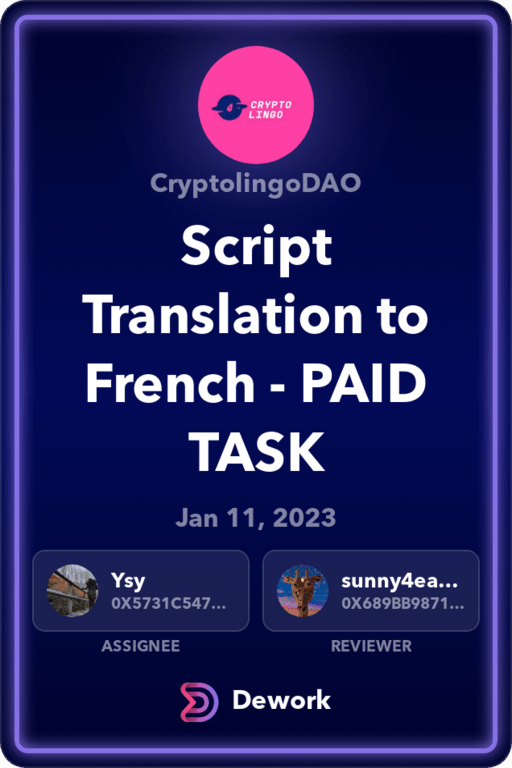 CRYPTO
LINGO
CryptolingoDAO
Script
Translation to
French - PAID
TASK
Jan 11, 2023
Ysy
0X5731C547...
sunny4ea...
0X689BB9871...
ASSIGNEE
REVIEWER
Dework